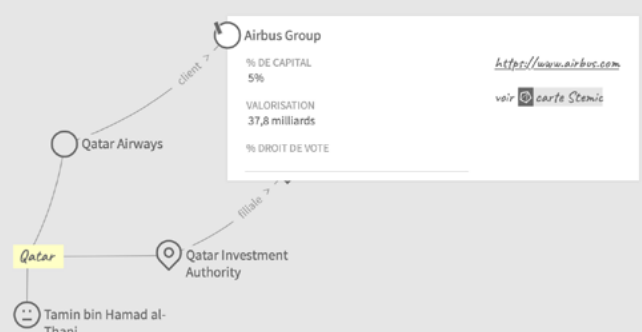 Airbus Group
% DE CAPITAL
5%
https://www.airbus.com
voir carte Stemic
VALORISATION
37,8 milliards
% DROIT DE VOTE
client >
Qatar Airways
filiale >
Qatar
Qatar Investment
Authority
Tamin bin Hamad al-
Thani